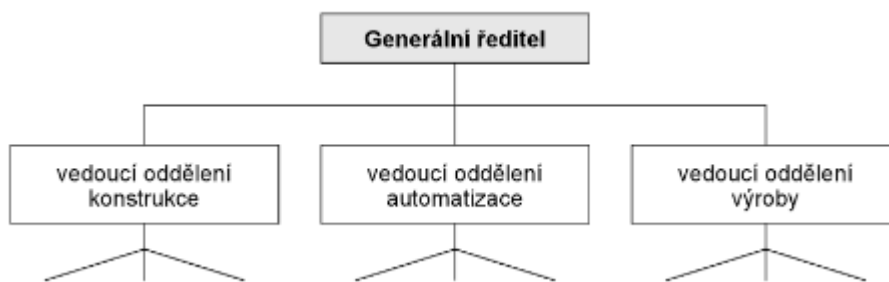 Generální ředitel
vedoucí oddělení
konstrukce
vedoucí oddělení
automatizace
vedoucí oddělení
výroby